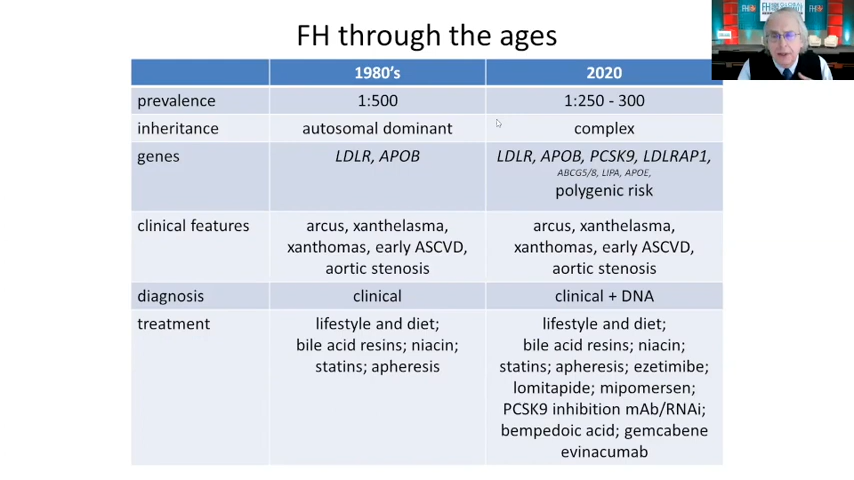 FH through the ages
1980's 2020
prevalence 1:500 1:250 - 300
inheritance autosomal dominant complex
genes LDLR, APOB LDLR, APOB, PCSK9, LDLRAP1,
ABCG5/8, LIPA, APOE,
polygenic risk
clinical features arcus, xanthelasma, arcus, xanthelasma,
xanthomas, early ASCVD, xanthomas, early ASCVD,
aortic stenosis aortic stenosis
diagnosis clinical clinical + DNA
treatment lifestyle and diet; lifestyle and diet;
bile acid resins; niacin; bile acid resins; niacin;
statins; apheresis statins; apheresis; ezetimibe;
lomitapide; mipomersen;
PCSK9 inhibition mAb/RNAi;
bempedoic acid; gemcabene
evinacumab